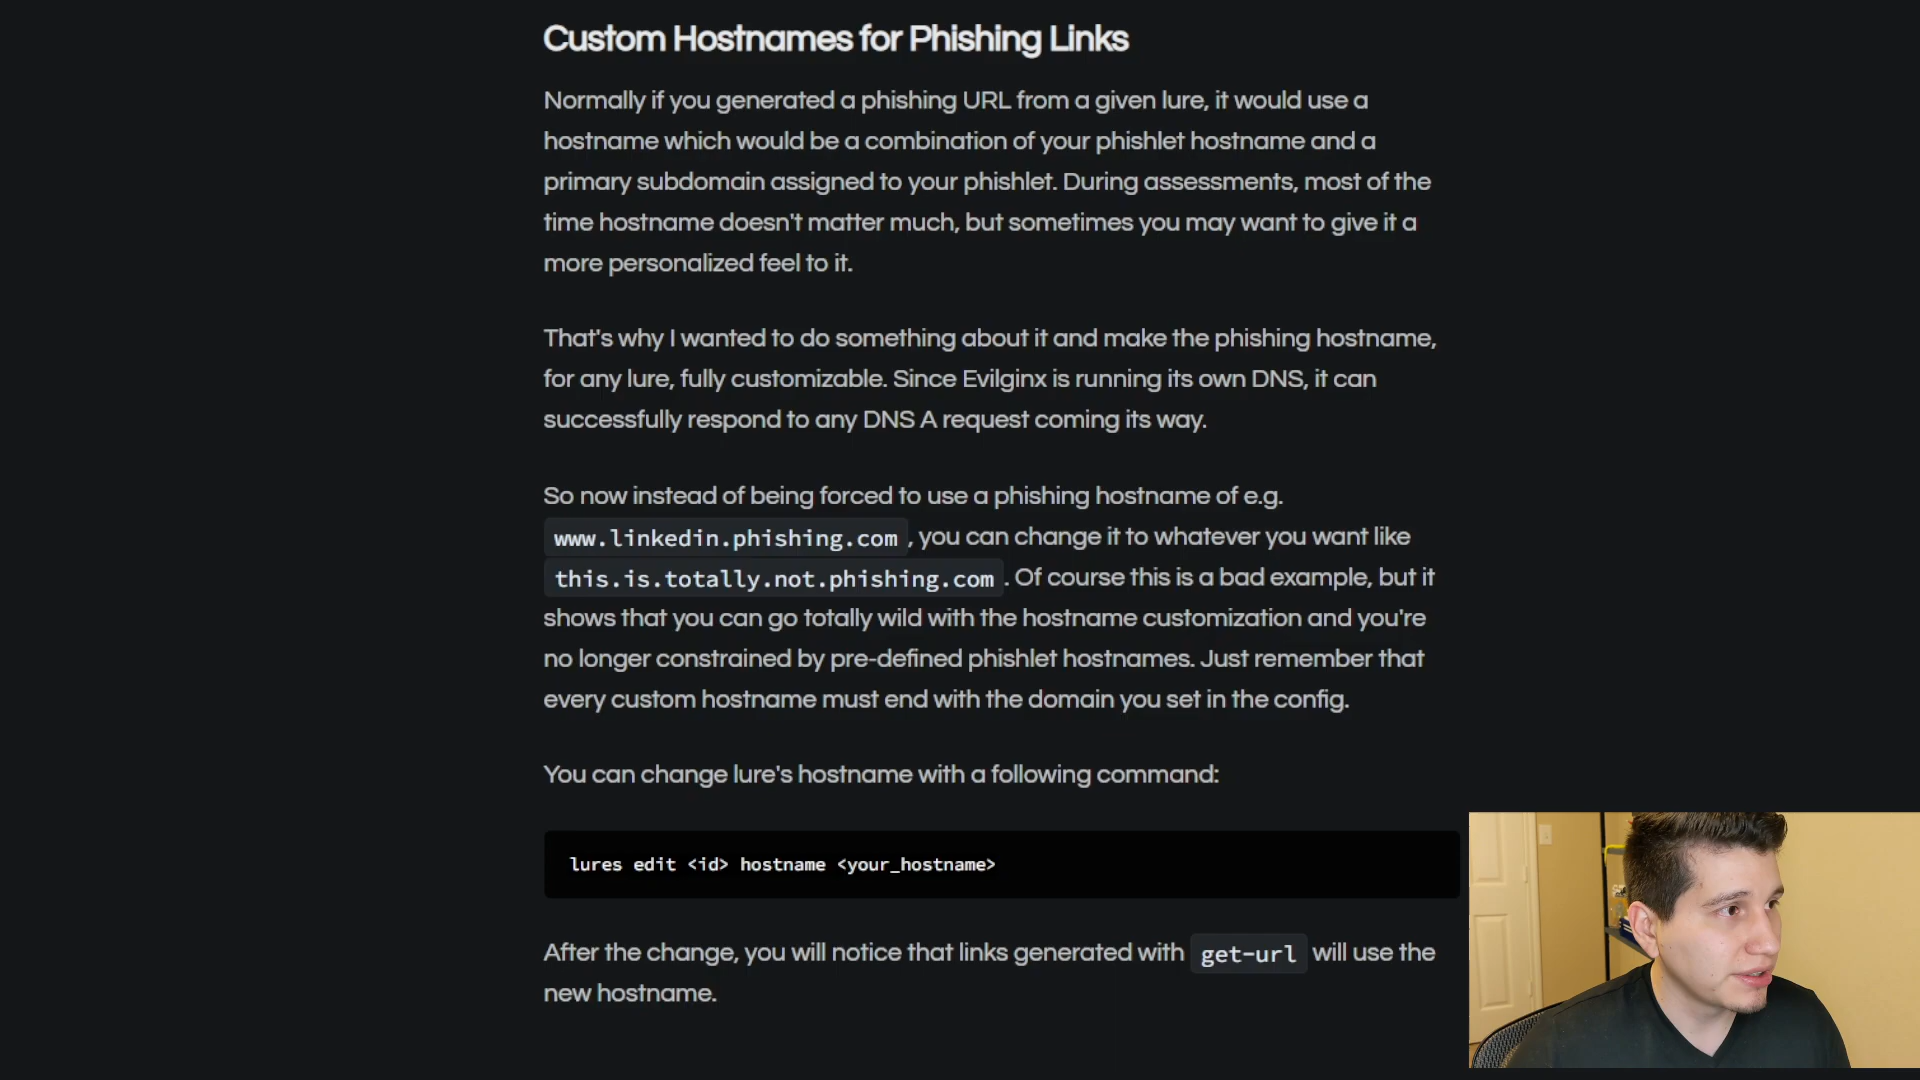 Custom Hostnames for Phishing Links
Normally if you generated a phishing URL from a given lure, it would use a
hostname which would be a combination of your phishlet hostname and a
primary subdomain assigned to your phishlet. During assessments, most of the
time hostname doesn't matter much, but sometimes you may want to give it a
more personalized feel to it.
That's why I wanted to do something about it and make the phishing hostname,
for any lure, fully customizable. Since Evilginx is running its own DNS, it can
successfully respond to any DNS A request coming its way.
So now instead of being forced to use a phishing hostname of e.g.
www.linkedin.phishing.com, you can change it to whatever you want like
this.is.totally.not.phishing.com. Of course this is a bad example, but it
shows that you can go totally wild with the hostname customization and you're
no longer constrained by pre-defined phishlet hostnames. Just remember that
every custom hostname must end with the domain you set in the config.
You can change lure's hostname with a following command:
lures edit <id> hostname <your_hostname>
After the change, you will notice that links generated with get-url will use the
new hostname.